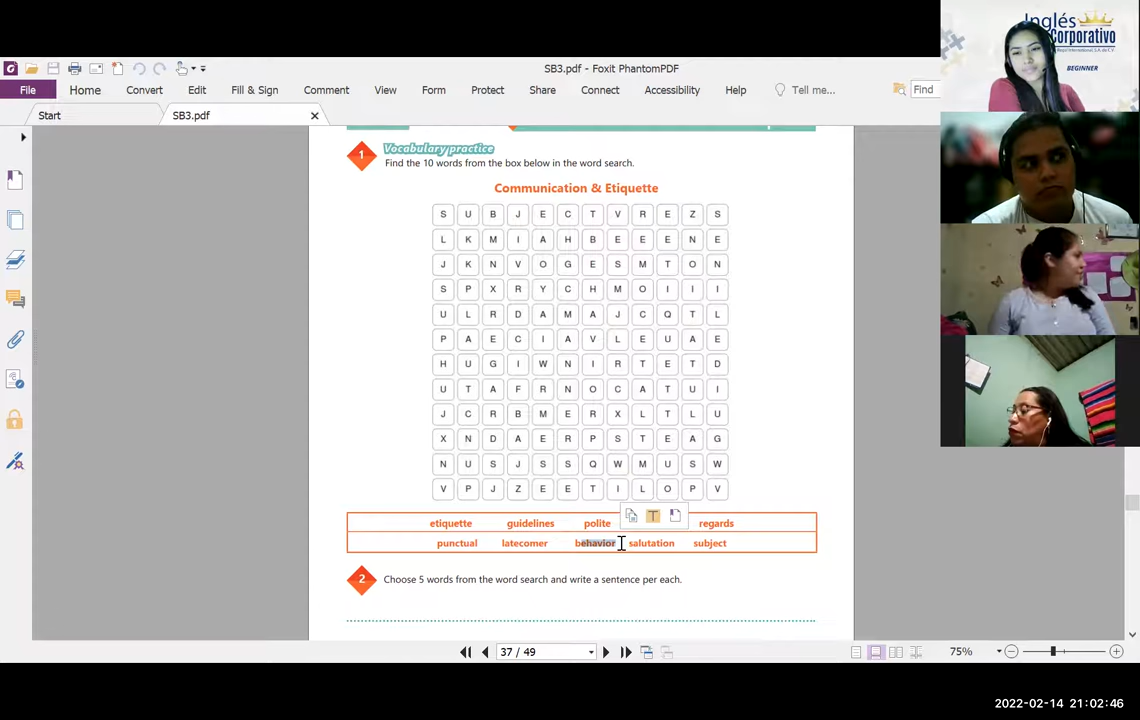 Inglés
Corporativo
BEGINNER
SB3.pdf - Foxit PhantomPDF
File Home Convert Edit Fill & Sign Comment View Form Protect Share Connect Accessibility Help Tell me... Find
Start SB3.pdf
1 Vocabulary practice
Find the 10 words from the box below in the word search.
Communication & Etiquette
S U B J E C T V R E Z S
L K M I A H B E E E N E
J K N V O G E S M T O N
S P X R Y C H M O I I I
U L R D A M A J C Q T L
P A E C I A V L E U A E
H U G I W N I R T E T D
U T A F R N O C A T U I
J C R B M E R X L T L U
X N D A E R P S T E A G
N U S J S S Q W M U S W
V P J Z E E T I L O P V
etiquette guidelines polite regards
punctual latecomer behavior salutation subject
2 Choose 5 words from the word search and write a sentence per each.
37 / 49
75%
2022-02-14 21:02:46